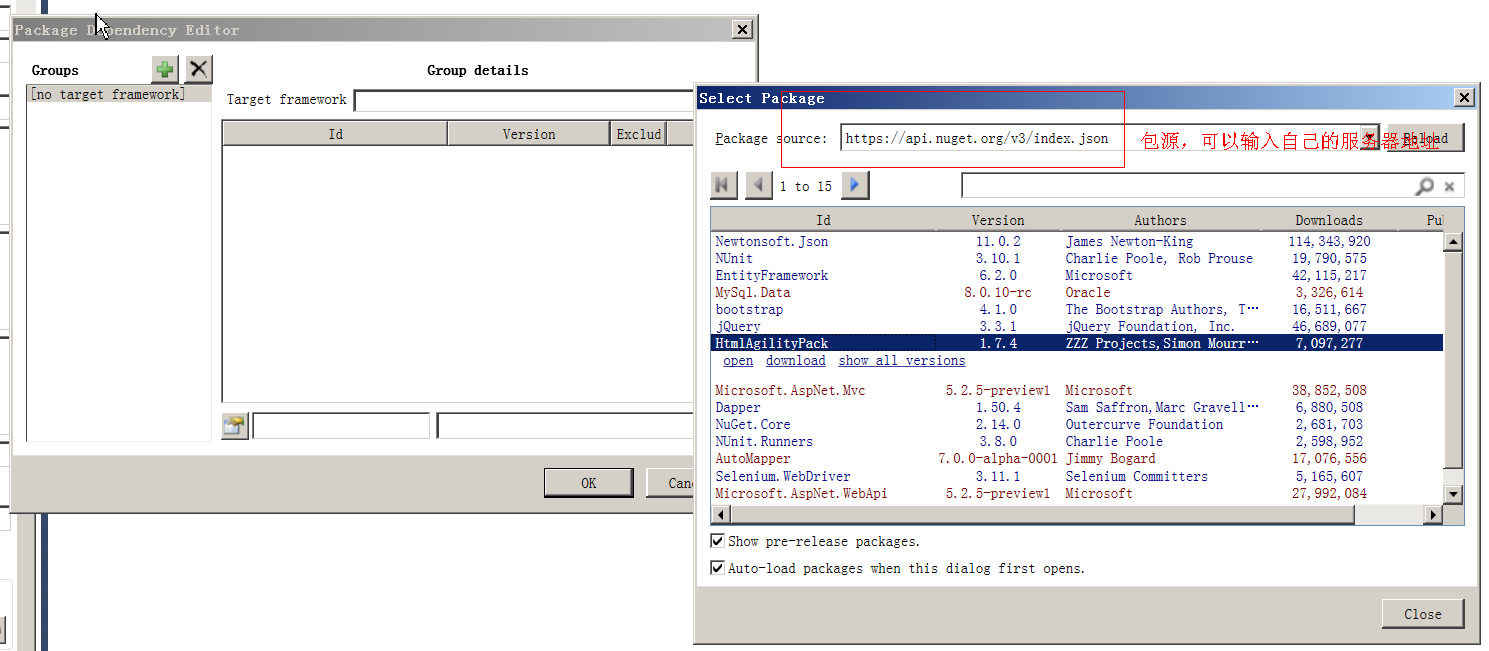 Package Dependency Editor
Groups
Group details
[no target framework]
Target framework
Id Version Exclud
OK
Canc
Select Package
Package source: https://api.nuget.org/v3/index.json
包源，可以输入自己的服务器地址
1 to 15
Id Version Authors Downloads Pu
Newtonsoft.Json 11.0.2 James Newton-King 114,343,920
NUnit 3.10.1 Charlie Poole, Rob Prouse 19,790,575
EntityFramework 6.2.0 Microsoft 42,115,217
MySql.Data 8.0.10-rc Oracle 3,326,614
bootstrap 4.1.0 The Bootstrap Authors, T… 16,511,667
jQuery 3.3.1 jQuery Foundation, Inc. 46,689,077
HtmlAgilityPack 1.7.4 ZZZ Projects,Simon Mourr… 7,097,277
open download show all versions
Microsoft.AspNet.Mvc 5.2.5-preview1 Microsoft 38,852,508
Dapper 1.50.4 Sam Saffron,Marc Gravell… 6,880,508
NuGet.Core 2.14.0 Outercurve Foundation 2,681,703
NUnit.Runners 3.8.0 Charlie Poole 2,598,952
AutoMapper 7.0.0-alpha-0001 Jimmy Bogard 17,076,556
Selenium.WebDriver 3.11.1 Selenium Committers 5,165,607
Microsoft.AspNet.WebApi 5.2.5-preview1 Microsoft 27,992,084
Show pre-release packages.
Auto-load packages when this dialog first opens.
Close